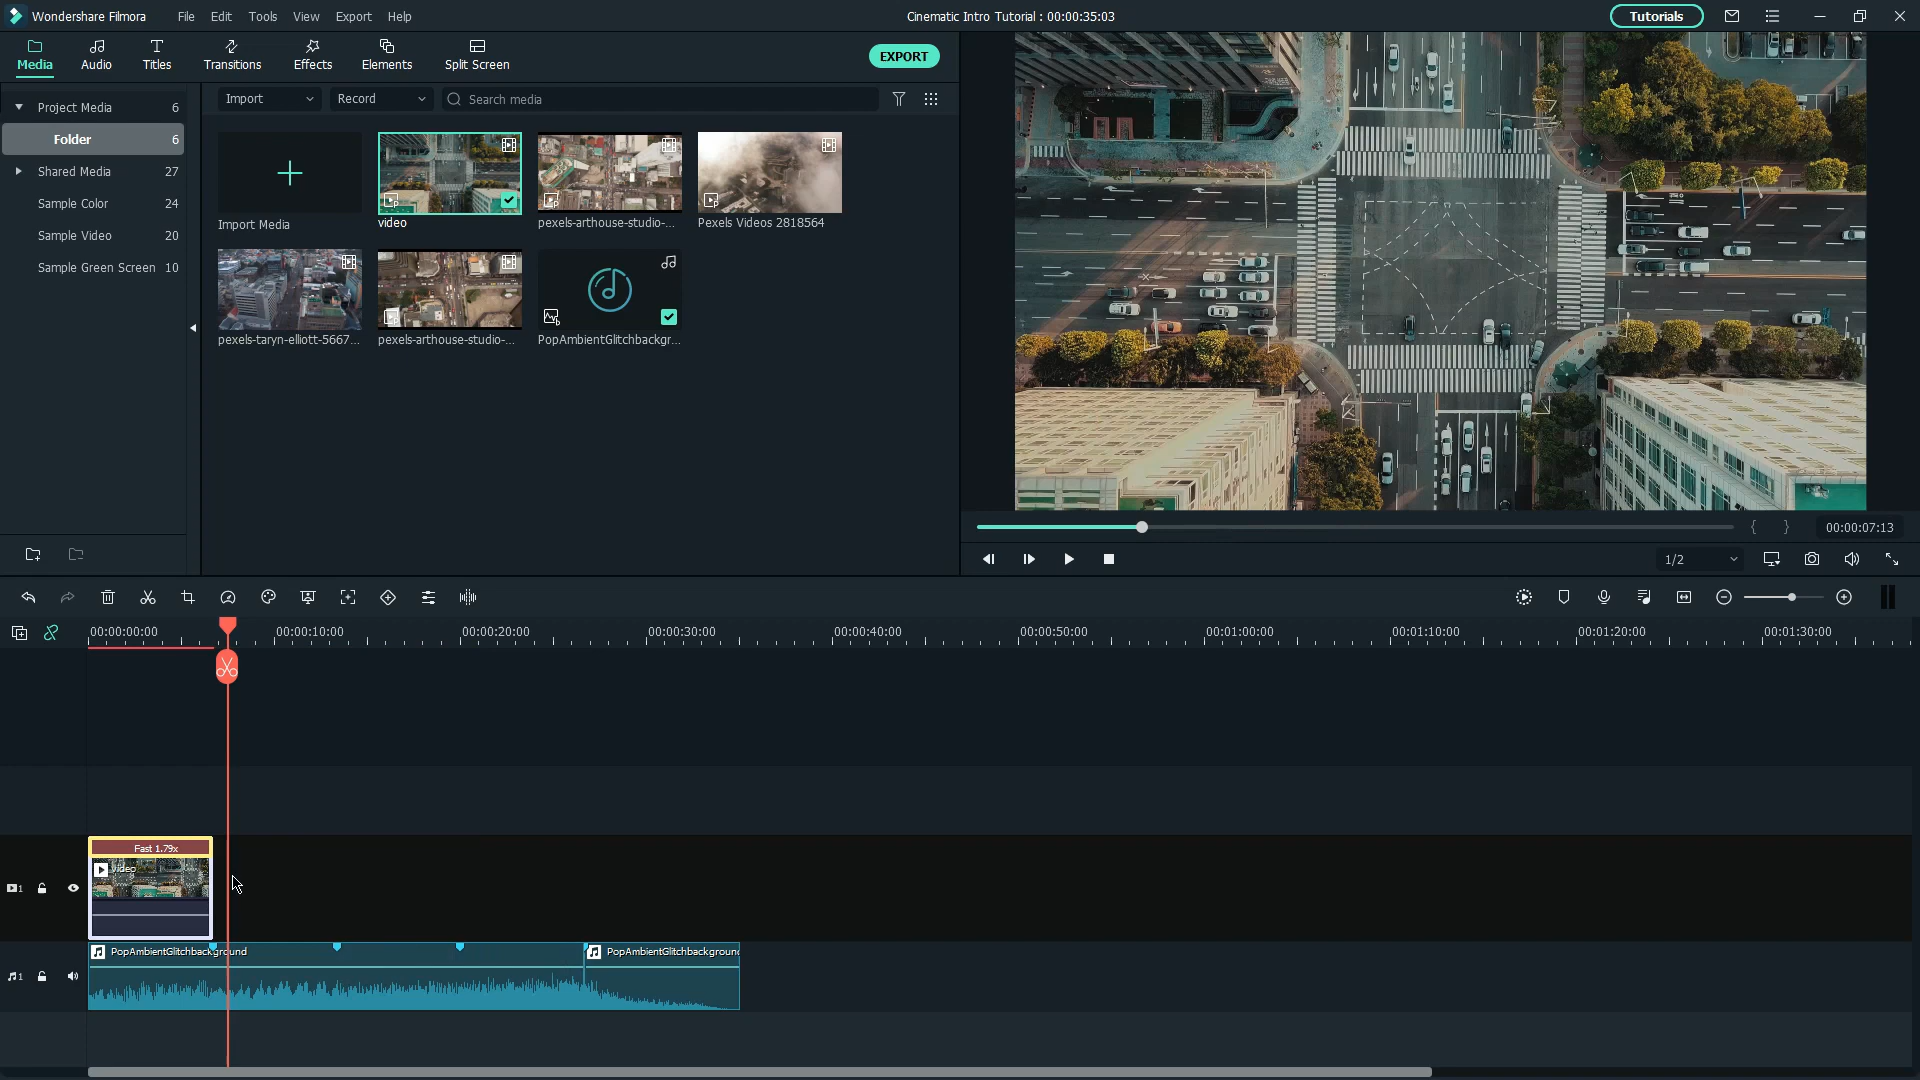 Wondershare Filmora
File Edit Tools View Export Help
Cinematic Intro Tutorial : 00:00:35:03
Tutorials
Media Audio Titles Transitions Effects Elements Split Screen
EXPORT
Project Media 6
Folder 6
Shared Media 27
Sample Color 24
Sample Video 20
Sample Green Screen 10
Import Record Search media
Import Media
video
pexels-arthouse-studio-...
Pexels Videos 2818564
pexels-taryn-elliott-5667...
pexels-arthouse-studio-...
PopAmbientGlitchbackgr...
{ } 00:00:07:13
1/2
00:00:00:00 00:00:10:00 00:00:20:00 00:00:30:00 00:00:40:00 00:00:50:00 00:01:00:00 00:01:10:00 00:01:20:00 00:01:30:00
Fast 1.79x
video
1
PopAmbientGlitchbackground
PopAmbientGlitchbackground
1